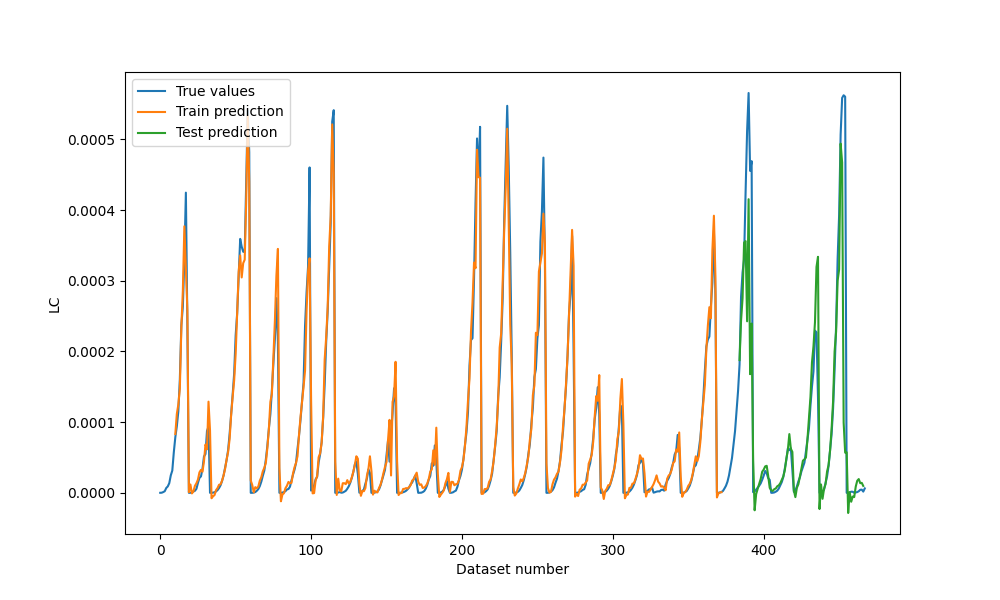 True values
Train prediction
Test prediction
0.0005
0.0004
0.0003
0.0002
0.0001
0.0000
LC
0 100 200 300 400
Dataset number